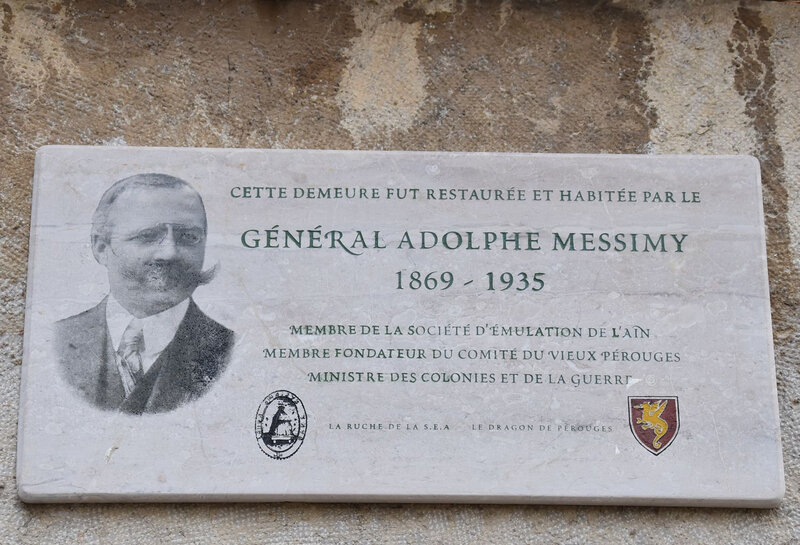 CETTE DEMEURE FUT RESTAURÉE ET HABITÉE PAR LE
GÉNÉRAL ADOLPHE MESSIMY
1869 - 1935
MEMBRE DE LA SOCIÉTÉ D'ÉMULATION DE L'AIN
MEMBRE FONDATEUR DU COMITÉ DU VIEUX PÉROUGES
MINISTRE DES COLONIES ET DE LA GUERRE
LA RUCHE DE LA S.E.A LE DRAGON DE PÉROUGES